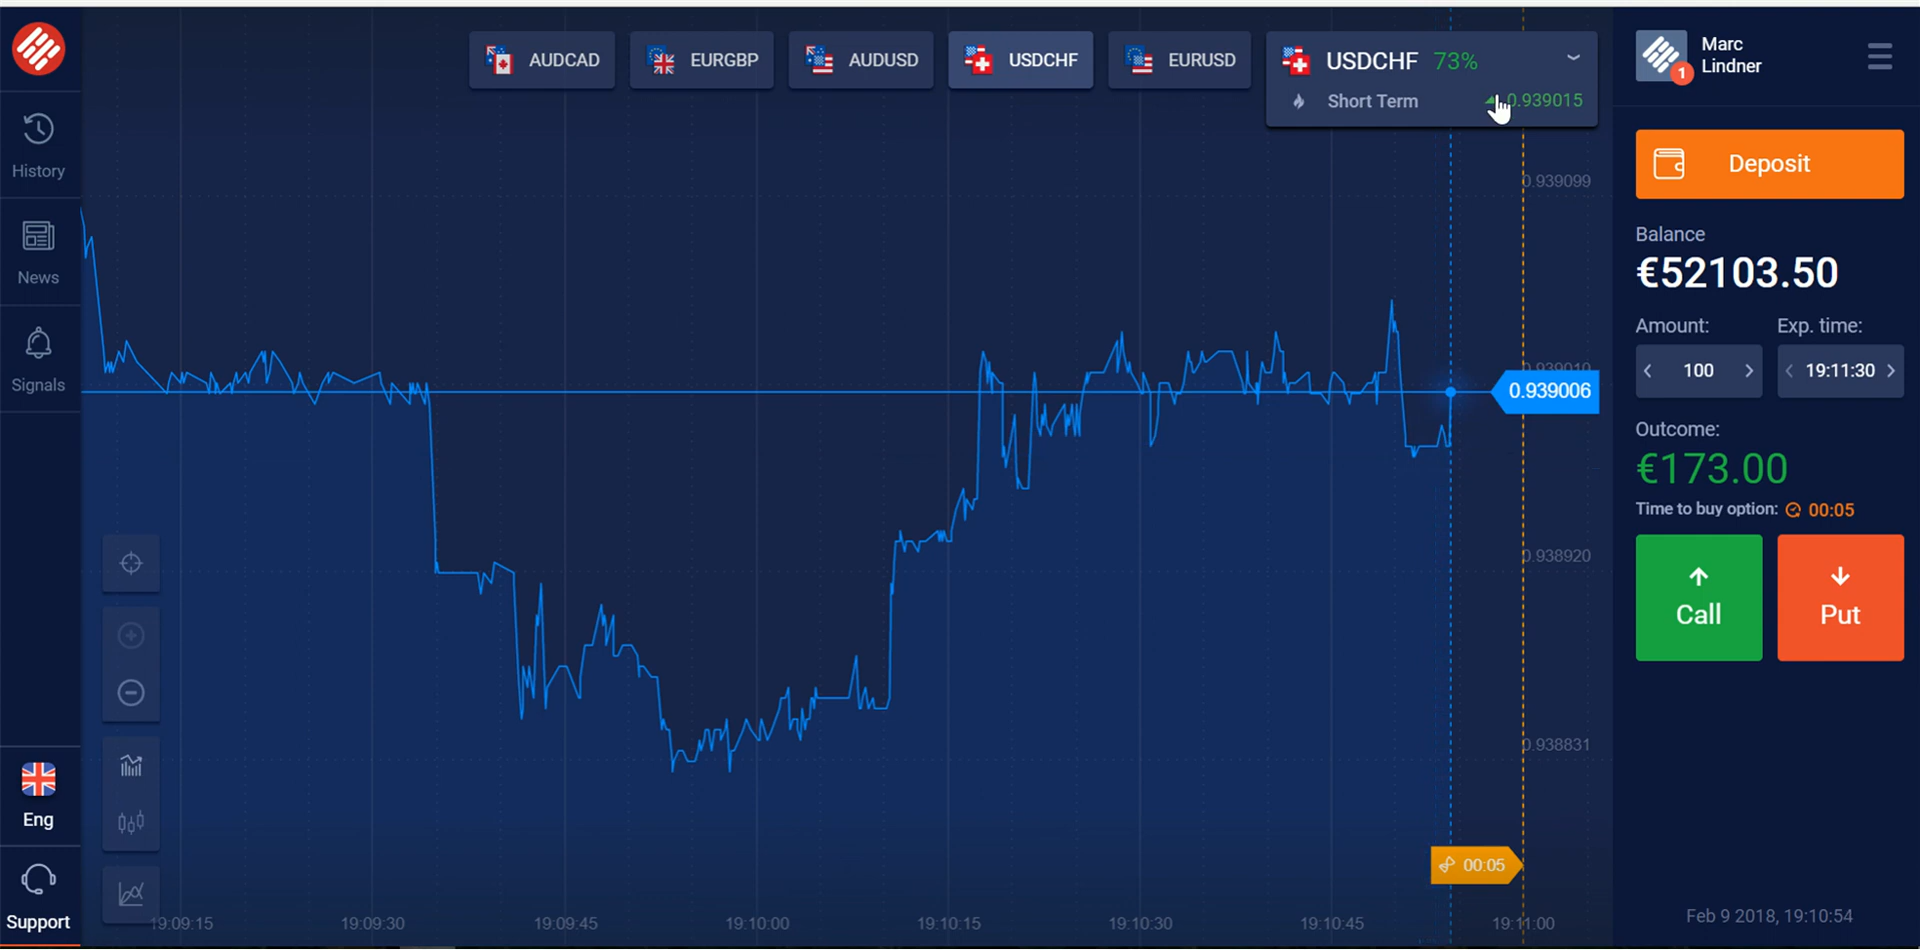 AUDCAD
EURGBP
AUDUSD
USDCHF
EURUSD
USDCHF 73%
Short Term
0.939015
Marc
Lindner
1
History
News
Signals
Eng
Support
Deposit
Balance
€52103.50
Amount:
Exp. time:
100
19:11:30
Outcome:
€173.00
Time to buy option: 00:05
Call
Put
0.939099
0.939010
0.939006
0.938920
0.938831
00:05
19:09:15
19:09:30
19:09:45
19:10:00
19:10:15
19:10:30
19:10:45
19:11:00
Feb 9 2018, 19:10:54